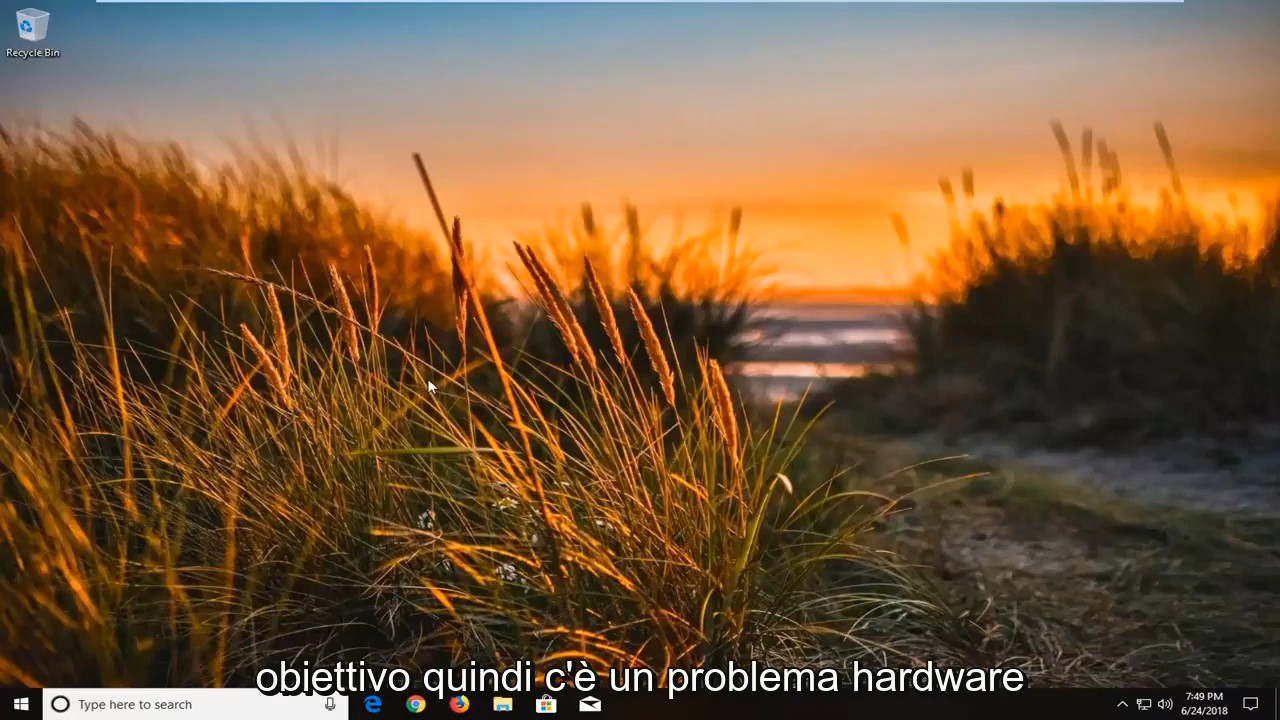 Recycle Bin
obiettivo quindi c'è un problema hardware
Type here to search
7:49 PM
6/24/2018